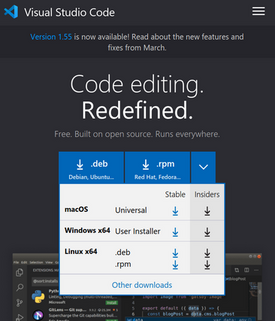 Visual Studio Code
Version 1.55 is now available! Read about the new features and
fixes from March.
Code editing.
Redefined.
Free. Built on open source. Runs everywhere.
.deb
Debian, Ubuntu...
.rpm
Red Hat, Fedora...
Stable Insiders
macOS Universal
Windows x64 User Installer
Linux x64 .deb
.rpm
Other downloads